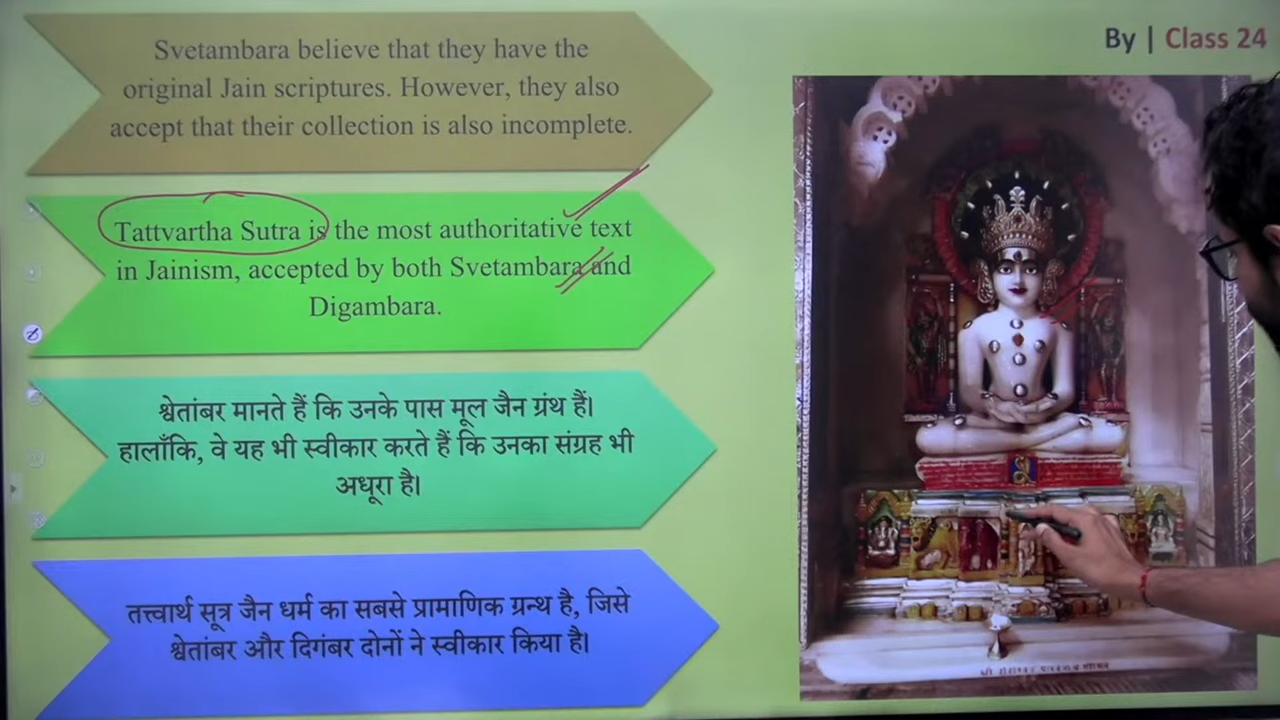 By | Class 24
Svetambara believe that they have the
original Jain scriptures. However, they also
accept that their collection is also incomplete.
Tattvartha Sutra is the most authoritative text
in Jainism, accepted by both Svetambara and
Digambara.
श्वेतांबर मानते हैं कि उनके पास मूल जैन ग्रंथ हैं।
हालाँकि, वे यह भी स्वीकार करते हैं कि उनका संग्रह भी
अधूरा है।
तत्त्वार्थ सूत्र जैन धर्म का सबसे प्रामाणिक ग्रन्थ है, जिसे
श्वेतांबर और दिगंबर दोनों ने स्वीकार किया है।